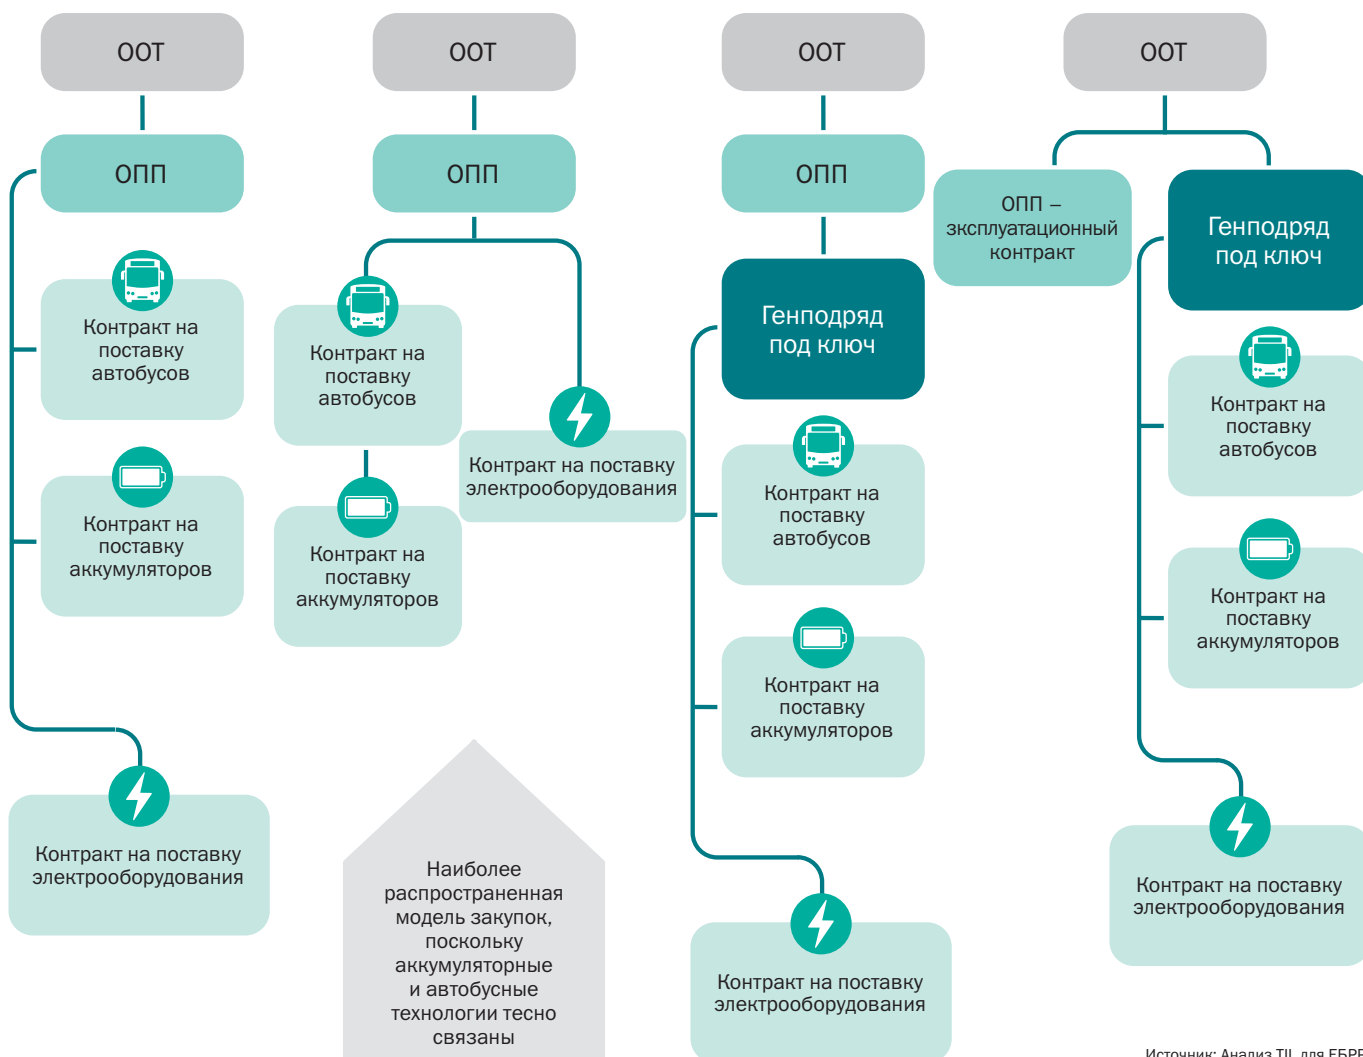 ООТ
ОПП
Контракт на
поставку
автобусов
Контракт на
поставку
аккумуляторов
Контракт на поставку
электрооборудования
ООТ
ОПП
Контракт на
поставку
автобусов
Контракт на
поставку
аккумуляторов
Контракт на поставку
электрооборудования
Наиболее
распространенная
модель закупок,
поскольку
аккумуляторные
и автобусные
технологии тесно
связаны
ООТ
ОПП
Генподряд
под ключ
Контракт на
поставку
автобусов
Контракт на
поставку
аккумуляторов
Контракт на поставку
электрооборудования
ООТ
ОПП –
зксплуатационный
контракт
Генподряд
под ключ
Контракт на
поставку
автобусов
Контракт на
поставку
аккумуляторов
Контракт на поставку
электрооборудования
Источник: Анализ TIL для ЕБРР